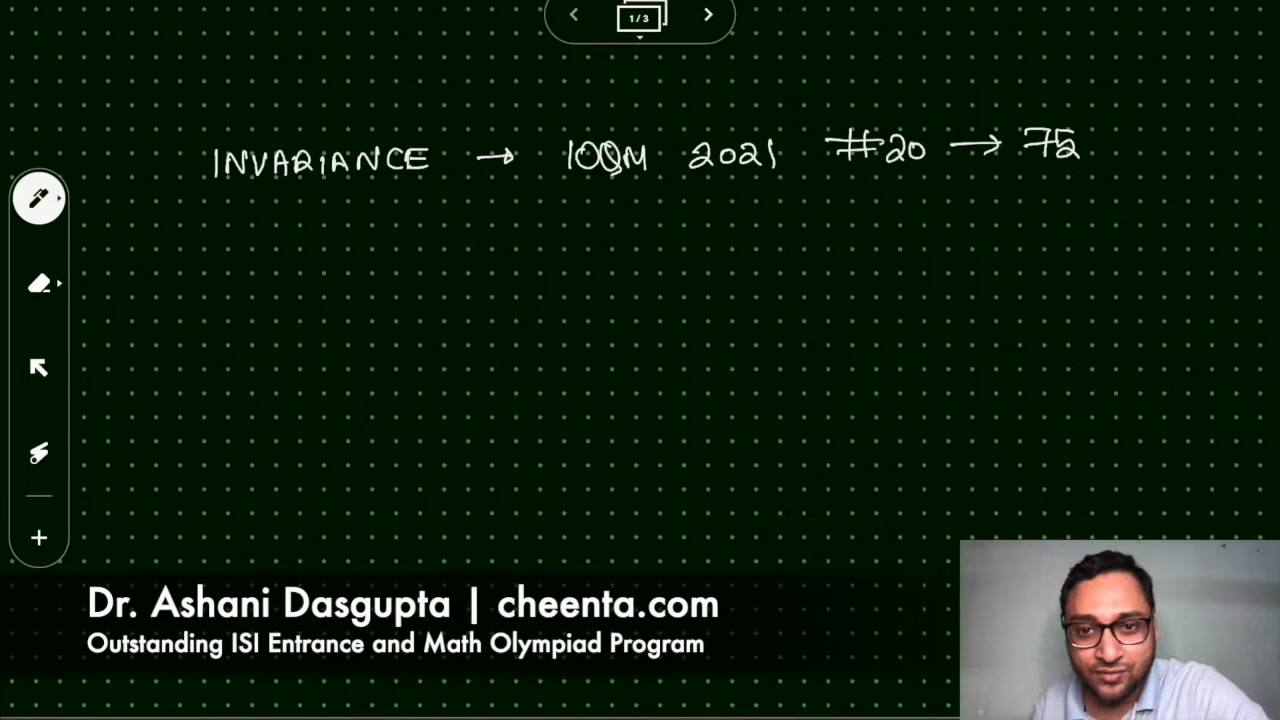 1/3
INVARIANCE → IOQM 2021 #20 → 75
Dr. Ashani Dasgupta | cheenta.com
Outstanding ISI Entrance and Math Olympiad Program